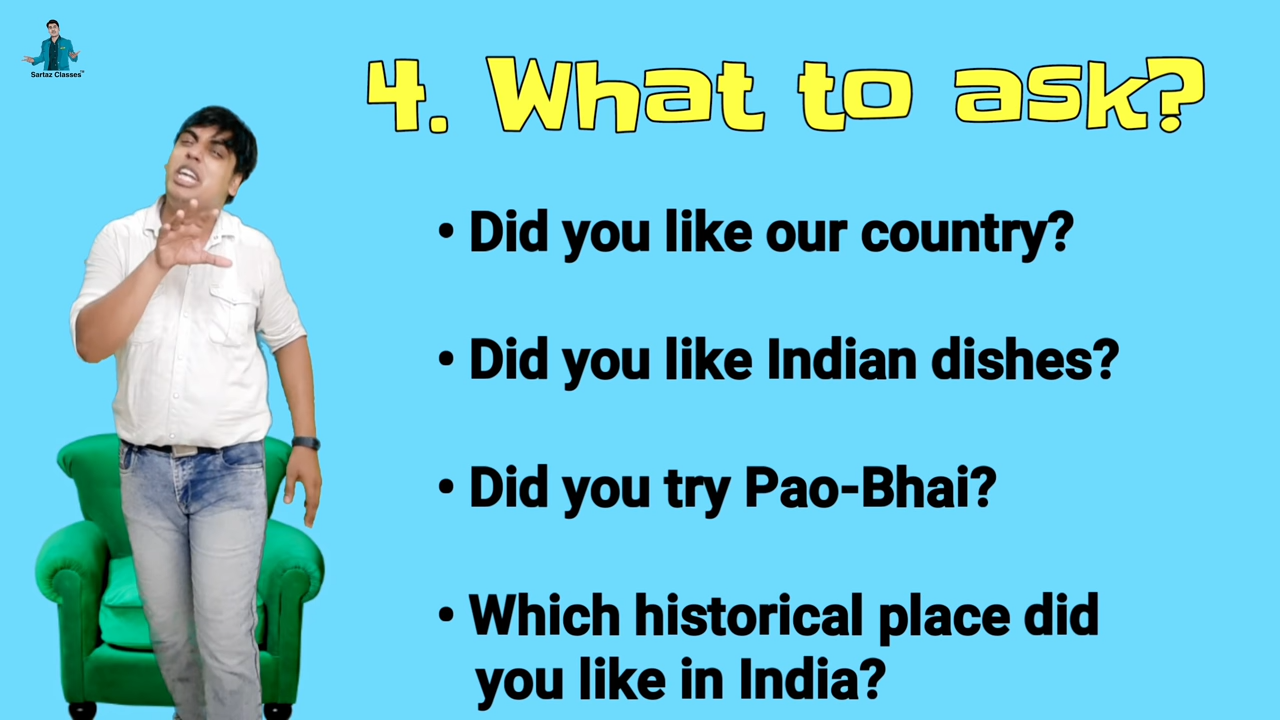 Sartaz Classes™
4. What to ask?
• Did you like our country?
• Did you like Indian dishes?
• Did you try Pao-Bhai?
• Which historical place did
you like in India?